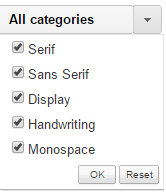 All categories
Serif
Sans Serif
Display
Handwriting
Monospace
OK Reset